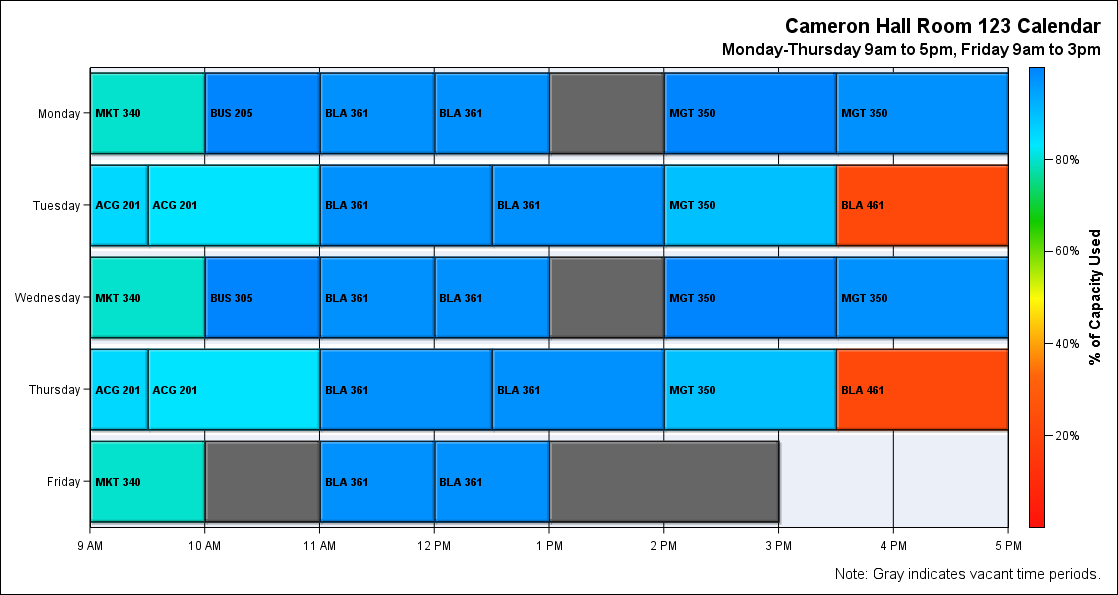 Cameron Hall Room 123 Calendar
Monday-Thursday 9am to 5pm, Friday 9am to 3pm
Monday
MKT 340
BUS 205
BLA 361
BLA 361
MGT 350
MGT 350
Tuesday
ACG 201
ACG 201
BLA 361
BLA 361
MGT 350
BLA 461
Wednesday
MKT 340
BUS 305
BLA 361
BLA 361
MGT 350
MGT 350
Thursday
ACG 201
ACG 201
BLA 361
BLA 361
MGT 350
BLA 461
Friday
MKT 340
BLA 361
BLA 361
9 AM
10 AM
11 AM
12 PM
1 PM
2 PM
3 PM
4 PM
5 PM
80%
60%
40%
20%
% of Capacity Used
Note: Gray indicates vacant time periods.